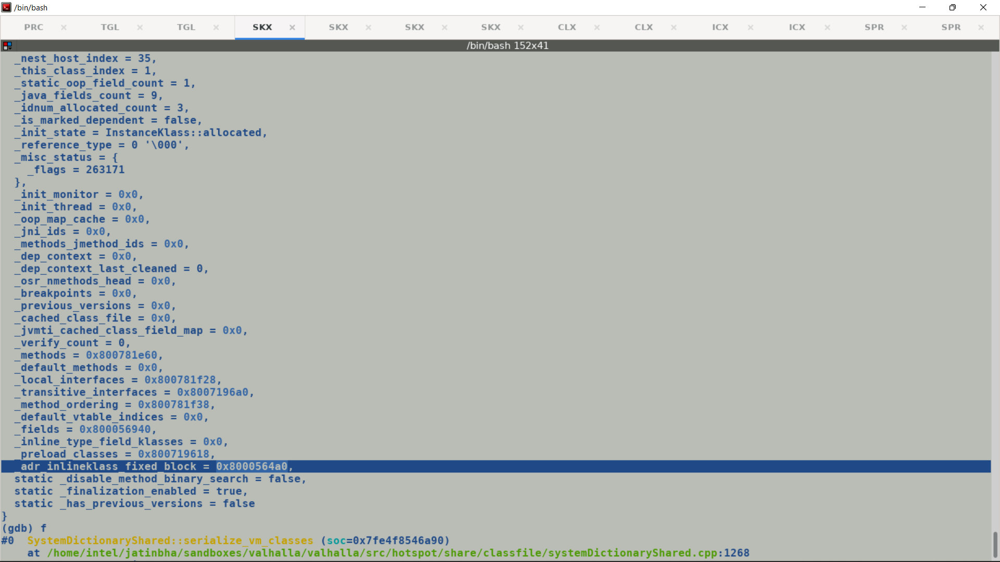 /bin/bash
PRC × TGL × TGL × SKX × SKX × SKX × SKX × CLX × CLX × ICX × ICX × SPR × SPR ×
/bin/bash 152x41
_nest_host_index = 35,
_this_class_index = 1,
_static_oop_field_count = 1,
_java_fields_count = 9,
_idnum_allocated_count = 3,
_is_marked_dependent = false,
_init_state = InstanceKlass::allocated,
_reference_type = 0 '\000',
_misc_status = {
_flags = 263171
},
_init_monitor = 0x0,
_init_thread = 0x0,
_oop_map_cache = 0x0,
_jni_ids = 0x0,
_methods_jmethod_ids = 0x0,
_dep_context = 0x0,
_dep_context_last_cleaned = 0,
_osr_nmethods_head = 0x0,
_breakpoints = 0x0,
_previous_versions = 0x0,
_cached_class_file = 0x0,
_jvmti_cached_class_field_map = 0x0,
_verify_count = 0,
_methods = 0x800781e60,
_default_methods = 0x0,
_local_interfaces = 0x800781f28,
_transitive_interfaces = 0x8007196a0,
_method_ordering = 0x800781f38,
_default_vtable_indices = 0x0,
_fields = 0x800056940,
_inline_type_field_klasses = 0x0,
_preload_classes = 0x800719618,
_adr_inlineklass_fixed_block = 0x8000564a0,
static _disable_method_binary_search = false,
static _finalization_enabled = true,
static _has_previous_versions = false
}
(gdb) f
#0 SystemDictionaryShared::serialize_vm_classes (soc=0x7fe4f8546a90)
at /home/intel/jatinbha/sandboxes/valhalla/valhalla/src/hotspot/share/classfile/systemDictionaryShared.cpp:1268